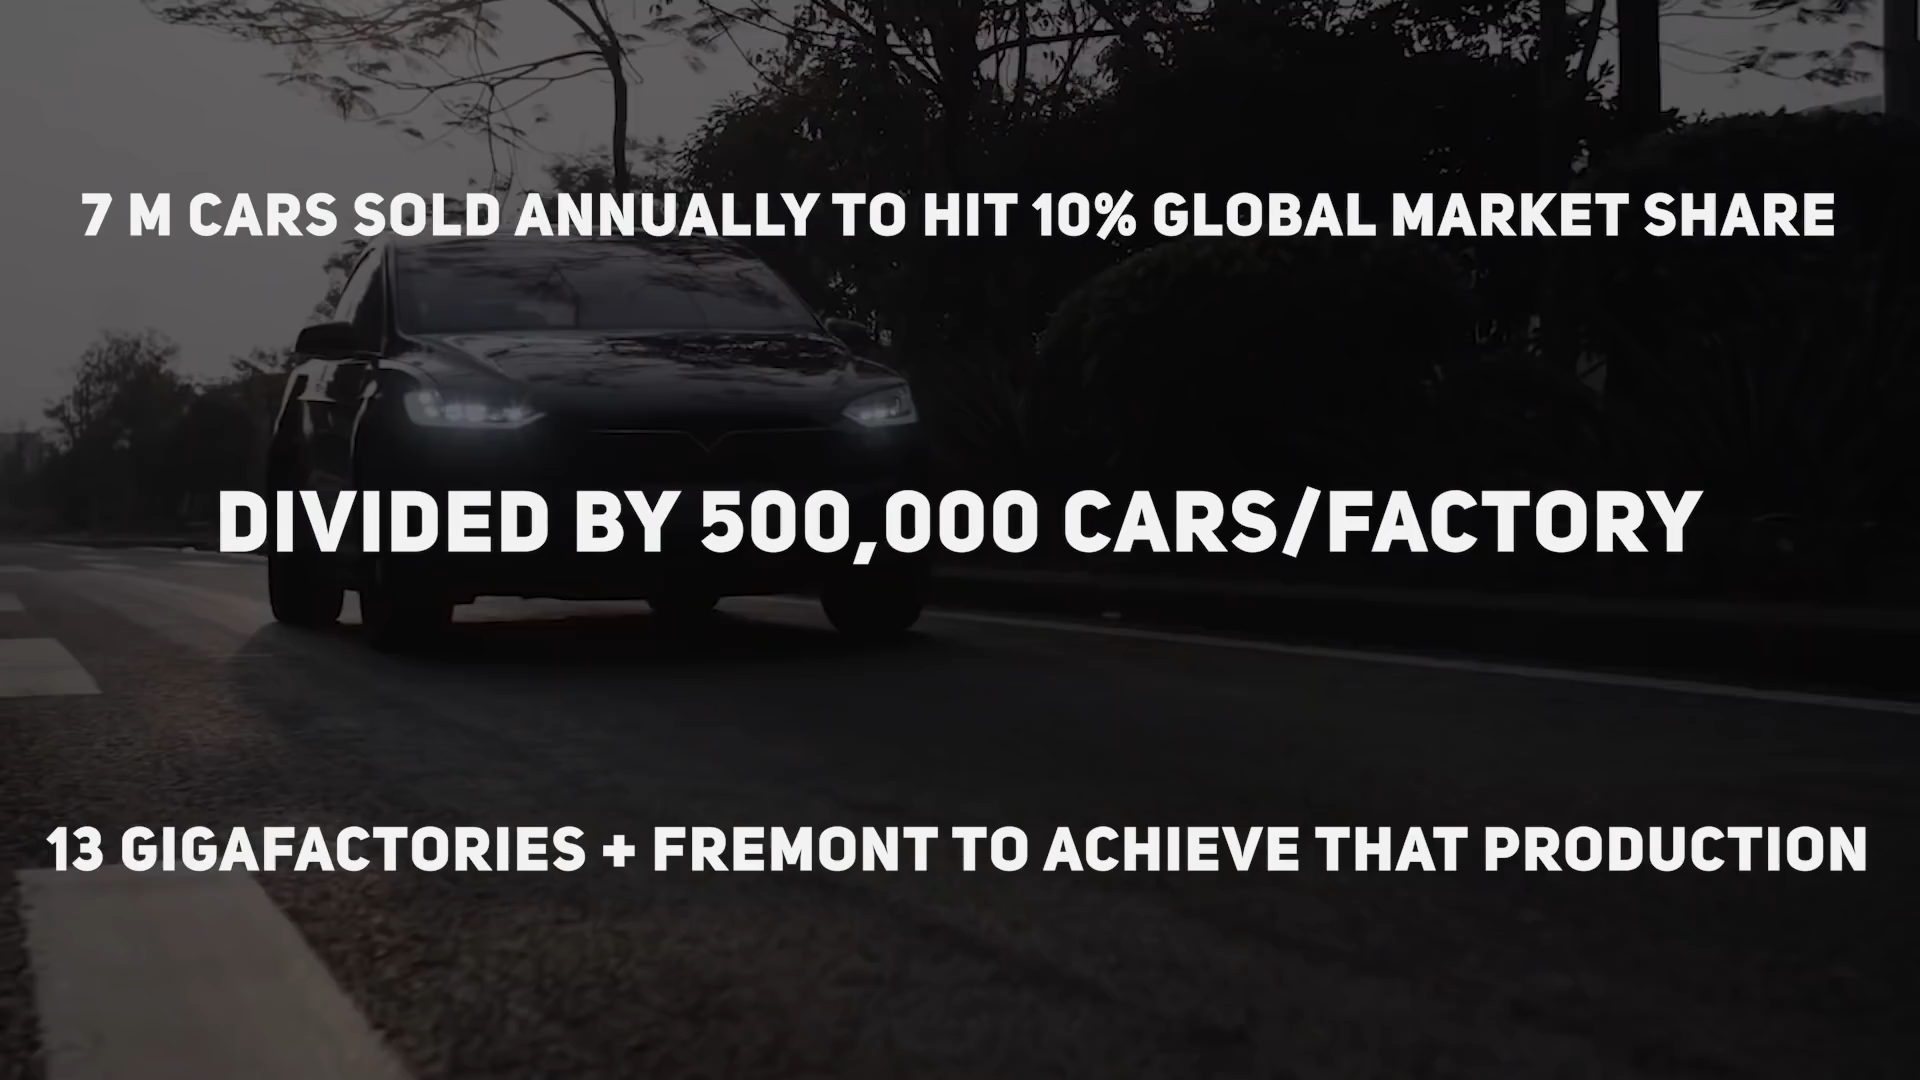 7 M CARS SOLD ANNUALLY TO HIT 10% GLOBAL MARKET SHARE
DIVIDED BY 500,000 CARS/FACTORY
13 GIGAFACTORIES + FREMONT TO ACHIEVE THAT PRODUCTION